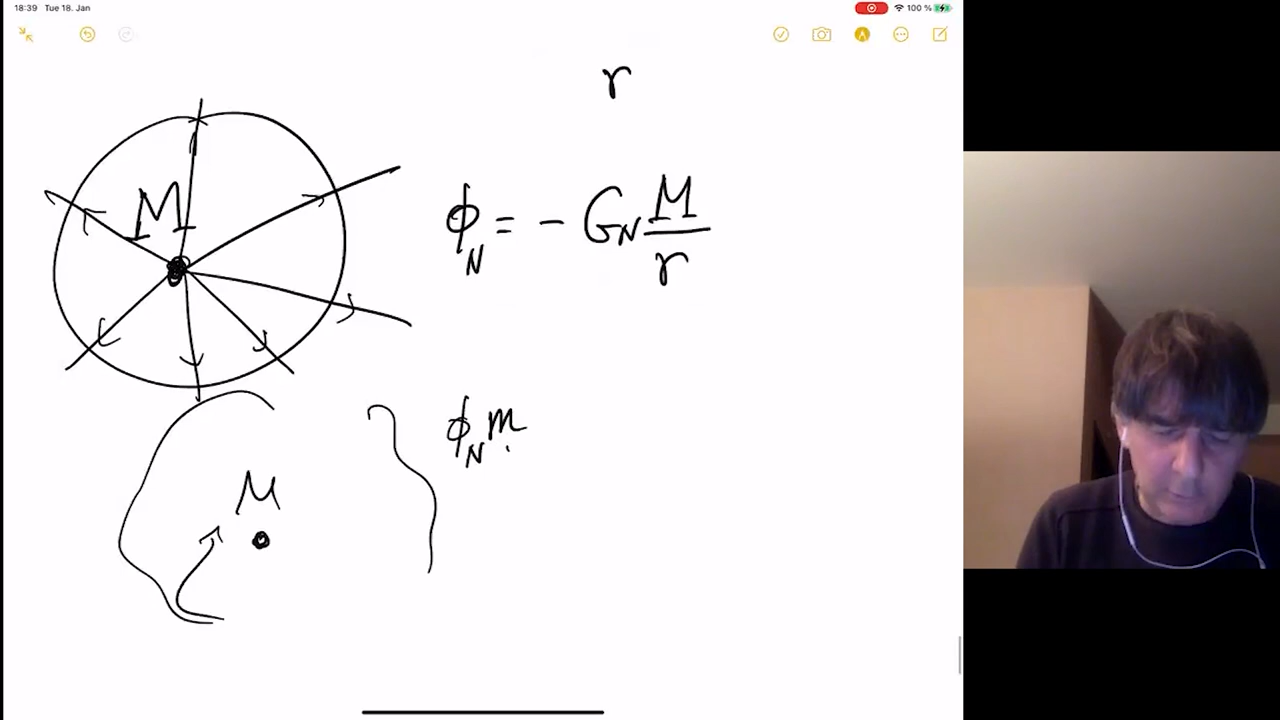 18:39 Tue 18. Jan
100 %
r
M
ϕ_N = - G_N M/r
ϕ_N m
M